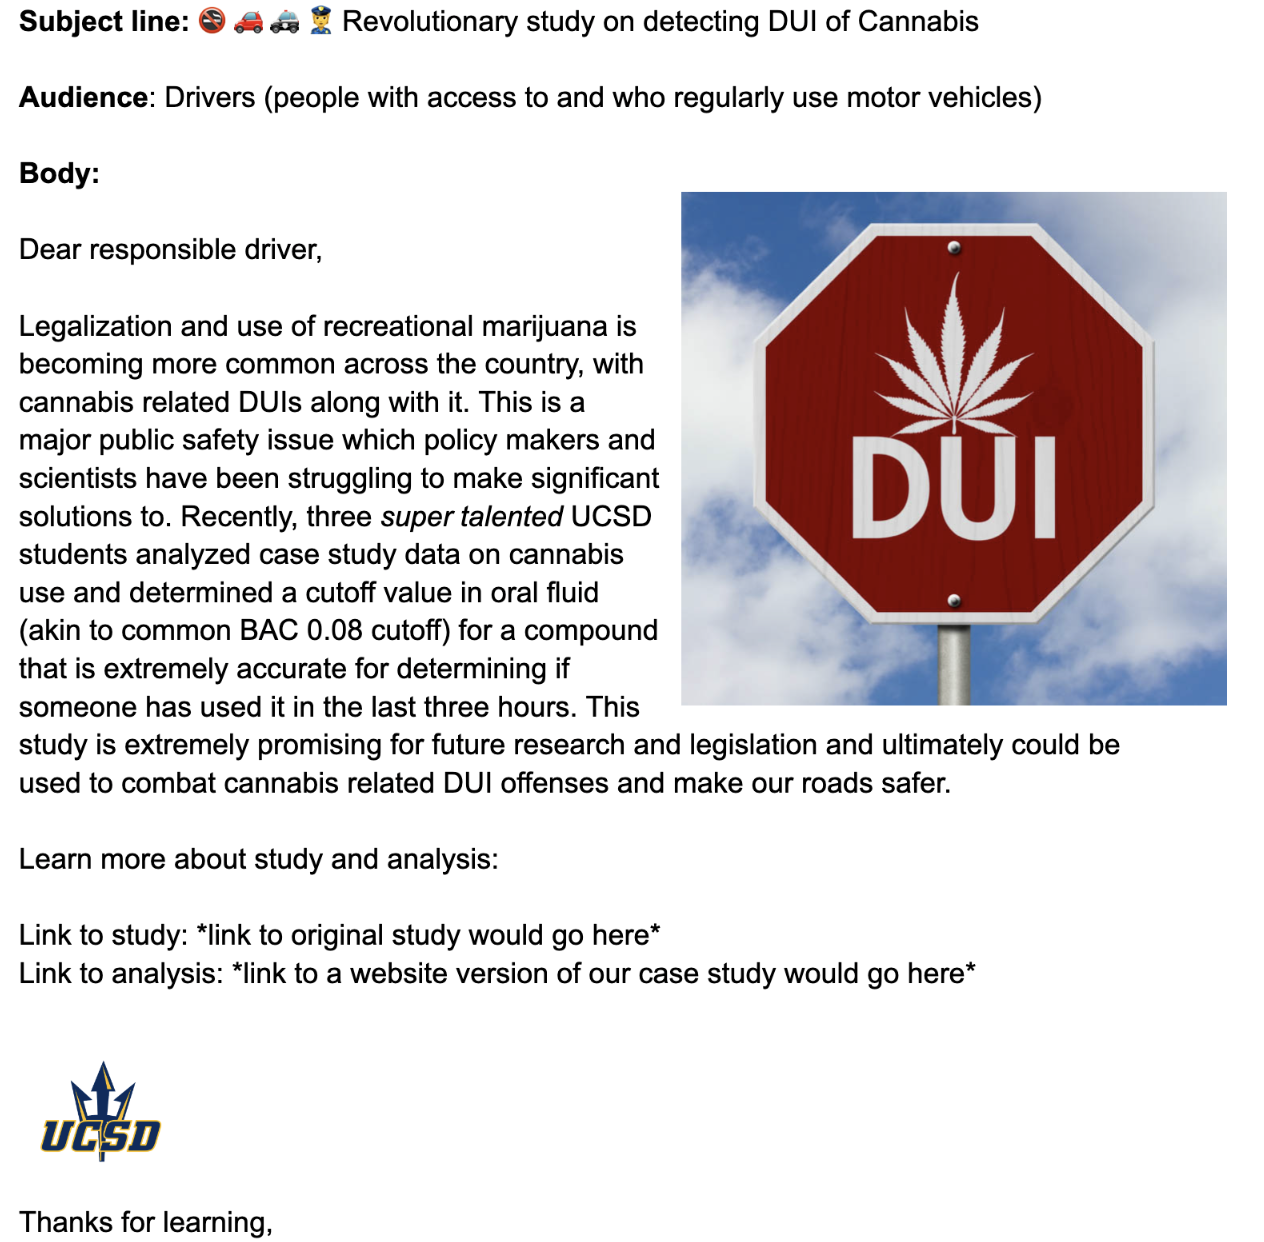 Subject line: 🚭 🚗 🚓 👮 Revolutionary study on detecting DUI of Cannabis
Audience: Drivers (people with access to and who regularly use motor vehicles)
Body:
Dear responsible driver,
Legalization and use of recreational marijuana is
becoming more common across the country, with
cannabis related DUIs along with it. This is a
major public safety issue which policy makers and
scientists have been struggling to make significant
solutions to. Recently, three super talented UCSD
students analyzed case study data on cannabis
use and determined a cutoff value in oral fluid
(akin to common BAC 0.08 cutoff) for a compound
that is extremely accurate for determining if
someone has used it in the last three hours. This
study is extremely promising for future research and legislation and ultimately could be
used to combat cannabis related DUI offenses and make our roads safer.
DUI
Learn more about study and analysis:
Link to study: *link to original study would go here*
Link to analysis: *link to a website version of our case study would go here*
UCSD
Thanks for learning,